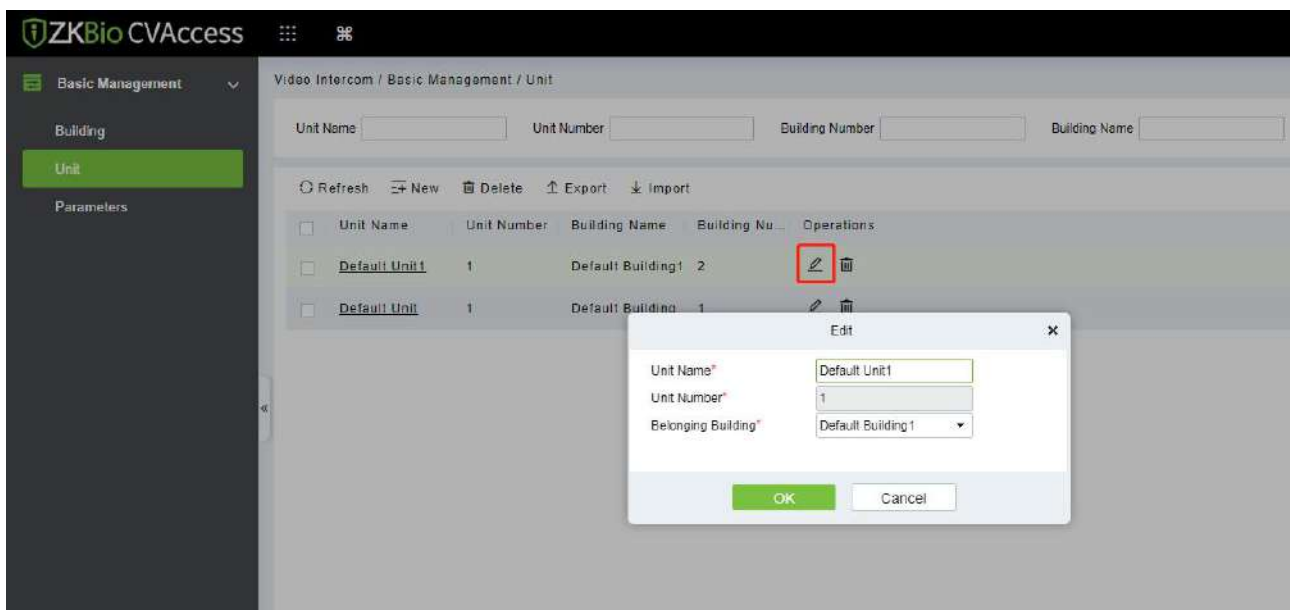 ZKBio CVAccess
Basic Management
Building
Unit
Parameters
Video Intercom / Basic Management / Unit
Unit Name Unit Number Building Number Building Name
Refresh New Delete Export Import
Unit Name Unit Number Building Name Building Nu... Operations
Default Unit1 1 Default Building1 2
Default Unit 1 Default Building 1
Edit
Unit Name* Default Unit1
Unit Number* 1
Belonging Building* Default Building1
OK Cancel